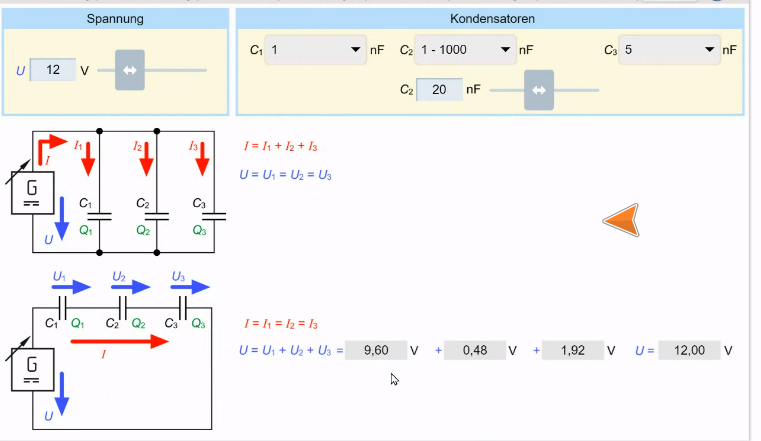 Spannung
Kondensatoren
U 12 V
C1 1 nF C2 1 - 1000 nF C3 5 nF
C2 20 nF
I
I1
I2
I3
I = I1 + I2 + I3
U = U1 = U2 = U3
G
U
C1
C2
C3
Q1
Q2
Q3
U1
U2
U3
C1 Q1 C2 Q2 C3 Q3
I
I = I1 = I2 = I3
U = U1 + U2 + U3 = 9,60 V + 0,48 V + 1,92 V U = 12,00 V
G
U